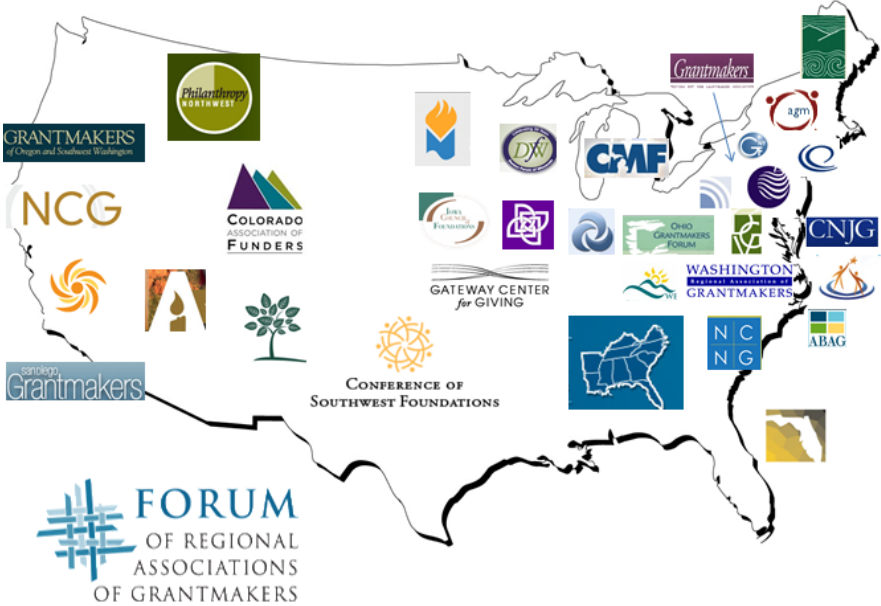 Grantmakers
Philanthropy
NORTHWEST
agm
GRANTMAKERS
of Oregon and Southwest Washington
DfW
CMF
NCG
COLORADO
ASSOCIATION OF
FUNDERS
IOWA
COUNCIL of
FOUNDATIONS
OHIO
GRANTMAKERS
FORUM
CNJG
GATEWAY CENTER
for GIVING
WV
WASHINGTON
Regional Association of
GRANTMAKERS
A
N C
N G
ABAG
CONFERENCE OF
SOUTHWEST FOUNDATIONS
san diego
Grantmakers
FORUM
OF REGIONAL
ASSOCIATIONS
OF GRANTMAKERS